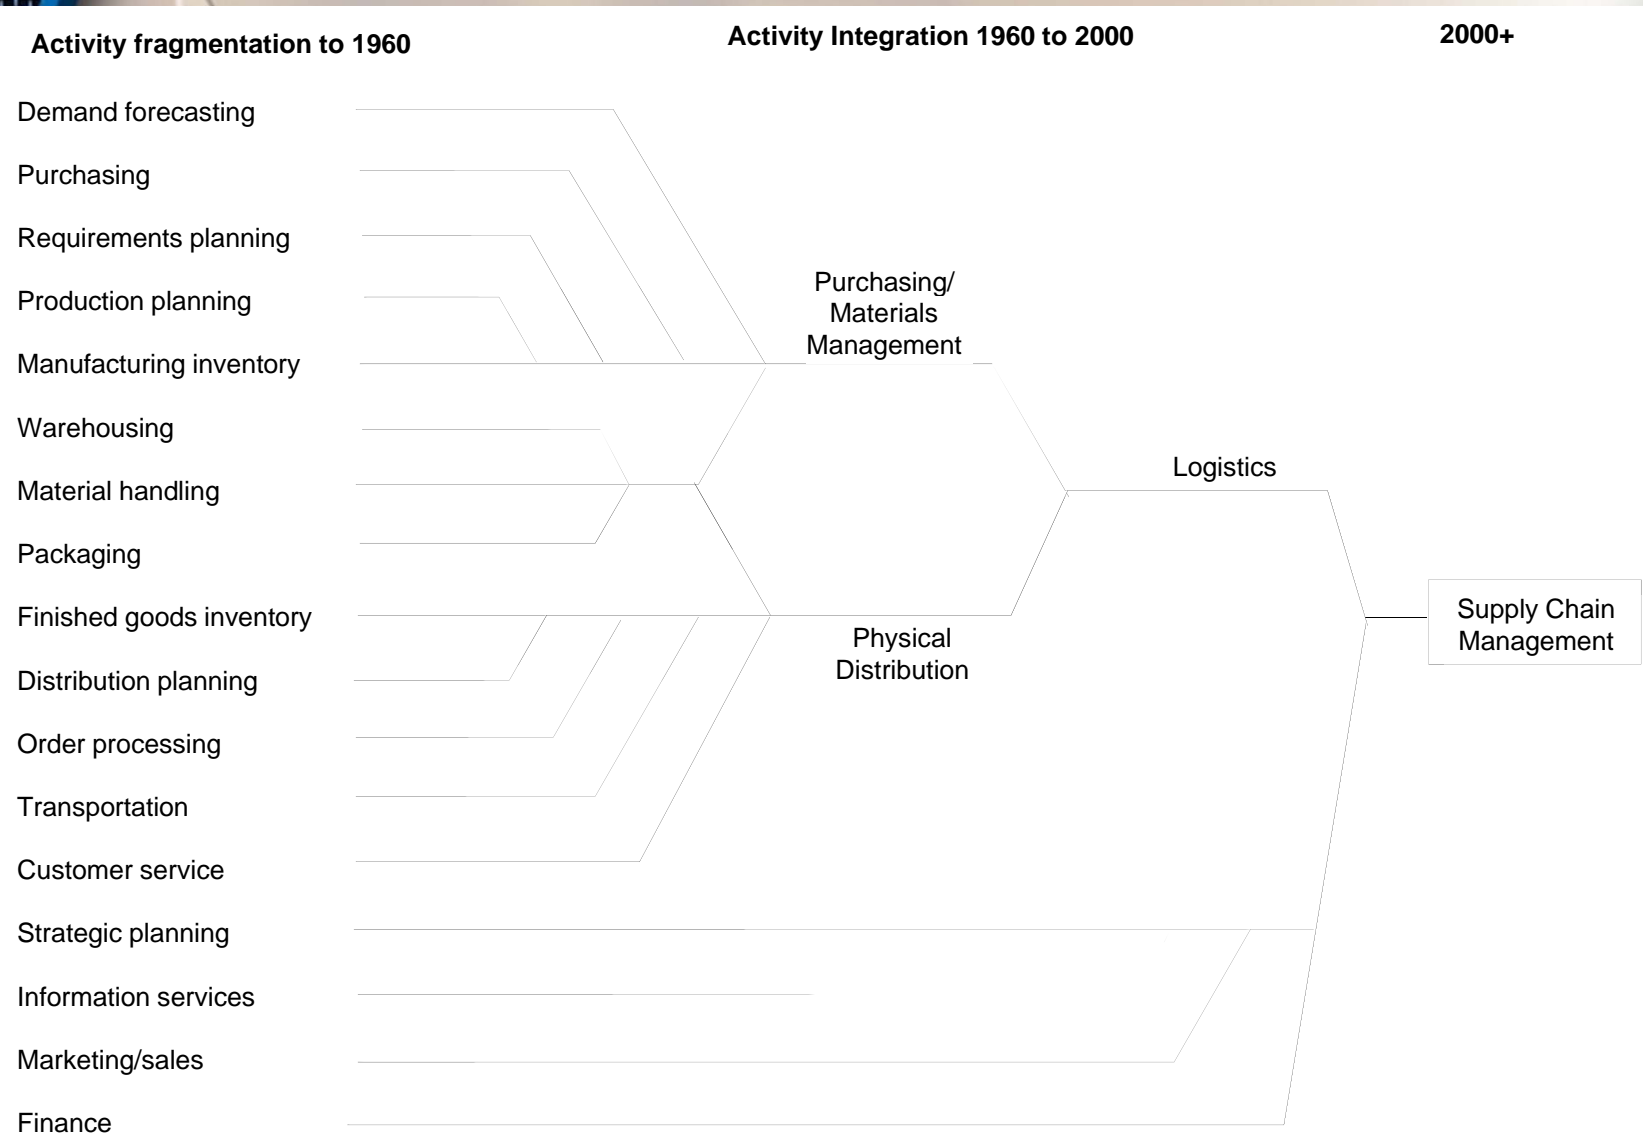 Activity fragmentation to 1960
Activity Integration 1960 to 2000
2000+
Demand forecasting
Purchasing
Requirements planning
Production planning
Manufacturing inventory
Warehousing
Material handling
Packaging
Finished goods inventory
Distribution planning
Order processing
Transportation
Customer service
Strategic planning
Information services
Marketing/sales
Finance
Purchasing/
Materials
Management
Physical
Distribution
Logistics
Supply Chain
Management